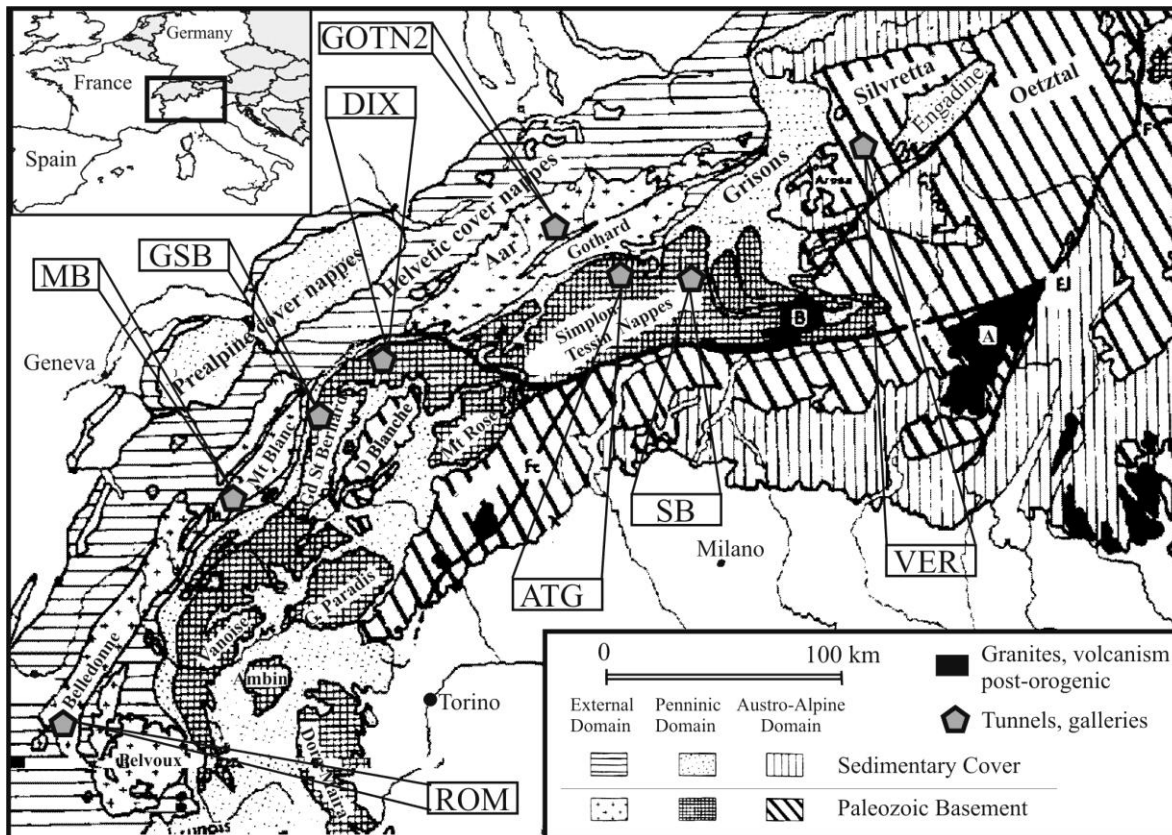 Germany
France
Spain
GOTN2
DIX
GSB
MB
Geneva
Prealpine cover nappes
Helvetic cover nappes
Aar
Gothard
Grisons
Silvretta
Engadine
Oetztal
Arosa
Simplon
Tessin Nappes
B
A
EJ
F
Mt Blanc
Gd St Bernard
D Blanche
Mt Rose
Paradis
Vanoise
Ambin
Belledonne
Belvoux
Torino
Milano
ATG
SB
VER
ROM
0 100 km
External Domain
Penninic Domain
Austro-Alpine Domain
Granites, volcanism
post-orogenic
Tunnels, galleries
Sedimentary Cover
Paleozoic Basement